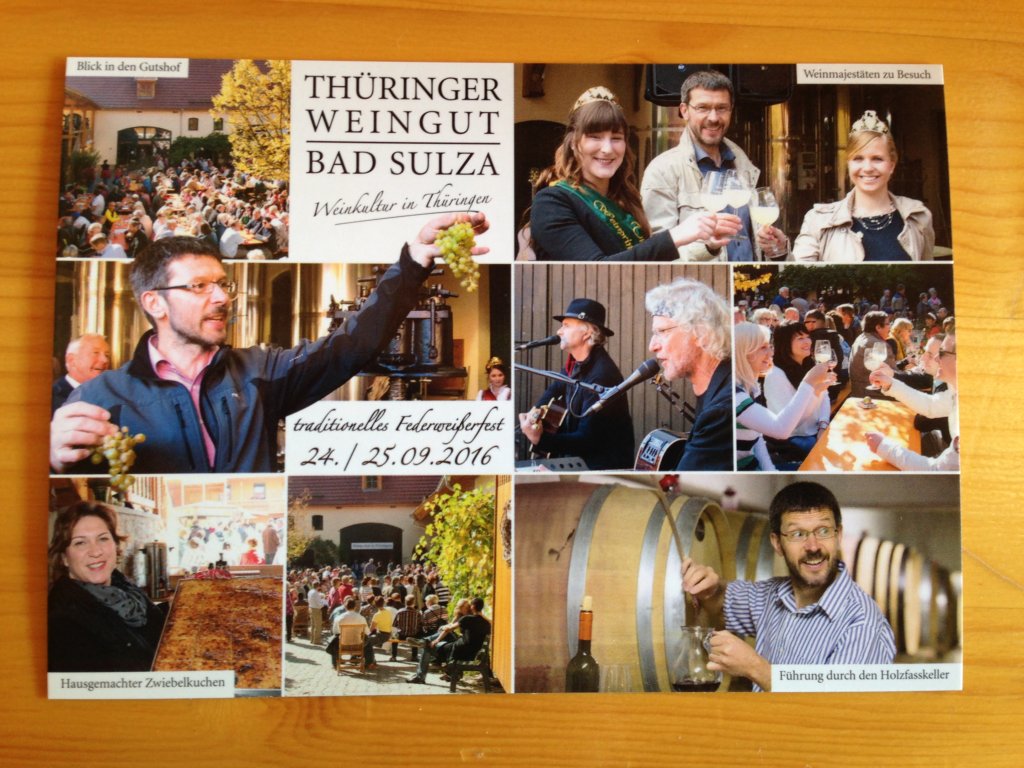 Blick in den Gutshof
THÜRINGER
WEINGUT
BAD SULZA
Weinkultur in Thüringen
Weinmajestäten zu Besuch
traditionelles Federweißerfest
24. / 25.09.2016
Hausgemachter Zwiebelkuchen
Führung durch den Holzfasskeller